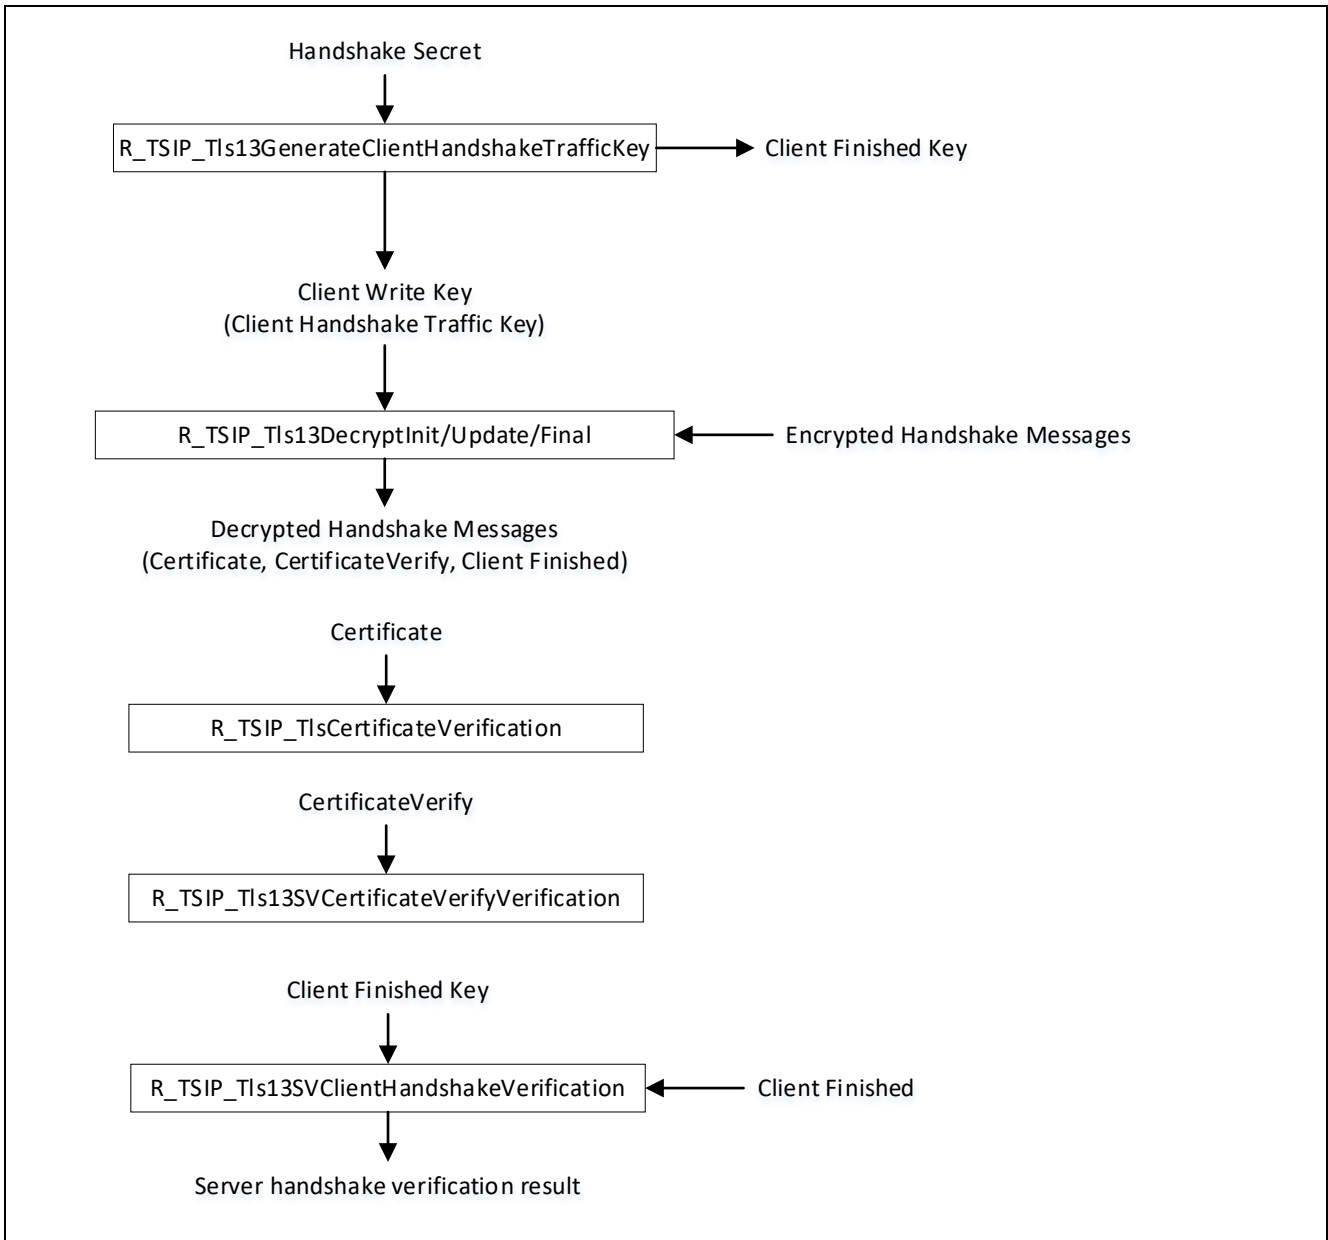 Handshake Secret
R_TSIP_Tls13GenerateClientHandshakeTrafficKey
Client Finished Key
Client Write Key
(Client Handshake Traffic Key)
R_TSIP_Tls13DecryptInit/Update/Final
Encrypted Handshake Messages
Decrypted Handshake Messages
(Certificate, CertificateVerify, Client Finished)
Certificate
R_TSIP_TlsCertificateVerification
CertificateVerify
R_TSIP_Tls13SVCertificateVerifyVerification
Client Finished Key
R_TSIP_Tls13SVClientHandshakeVerification
Client Finished
Server handshake verification result